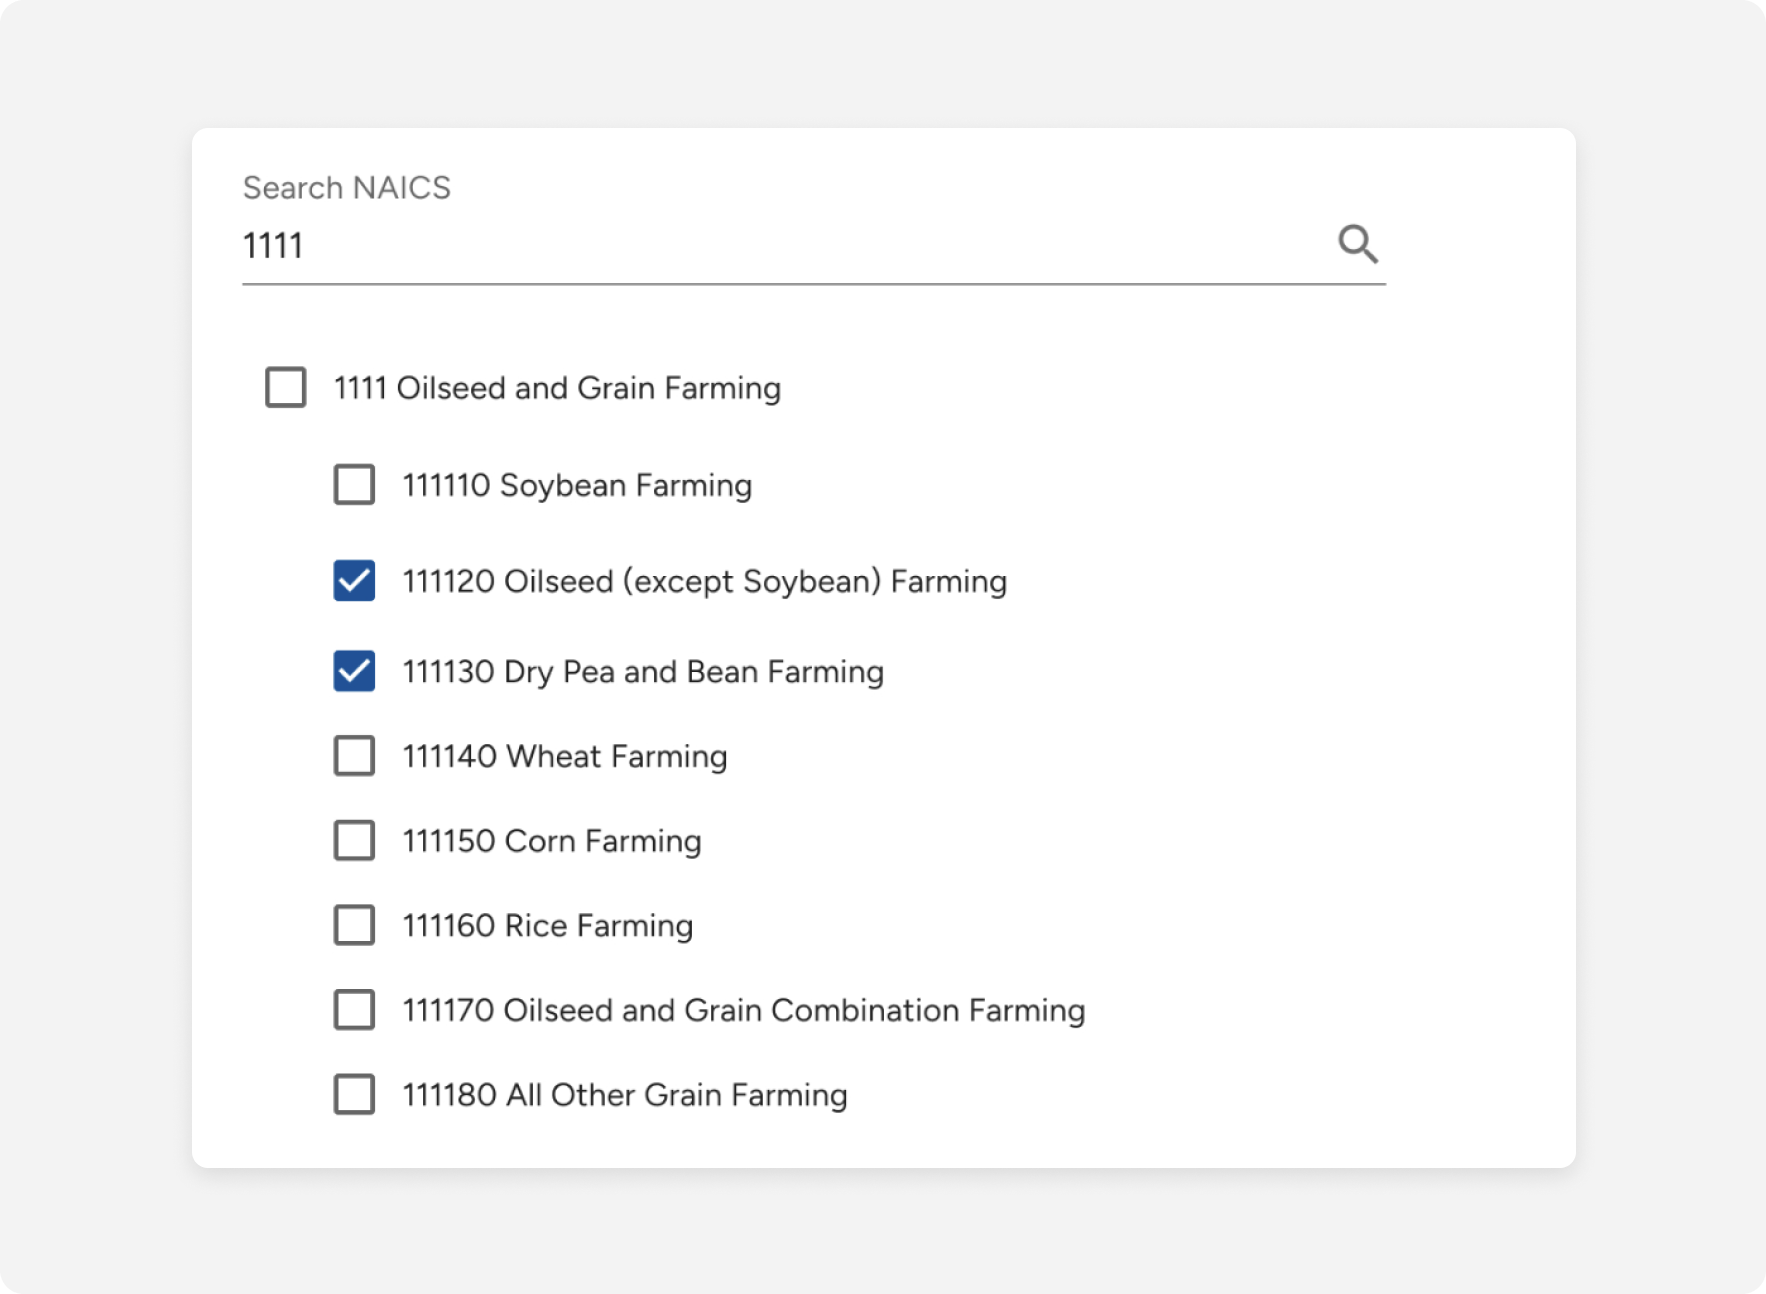 Search NAICS
1111
1111 Oilseed and Grain Farming
111110 Soybean Farming
111120 Oilseed (except Soybean) Farming
111130 Dry Pea and Bean Farming
111140 Wheat Farming
111150 Corn Farming
111160 Rice Farming
111170 Oilseed and Grain Combination Farming
111180 All Other Grain Farming